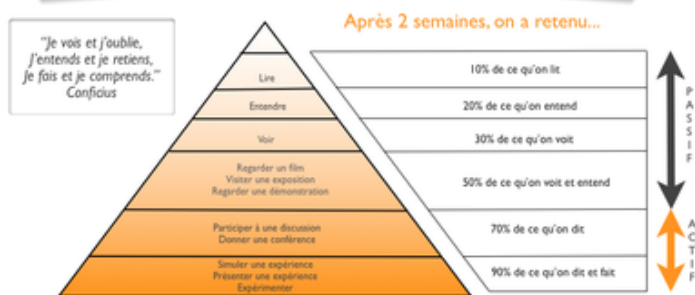 Après 2 semaines, on a retenu...
"Je vois et j'oublie,
J'entends et je retiens,
Je fais et je comprends."
Conficius
Lire
10% de ce qu'on lit
Entendre
20% de ce qu'on entend
Voir
30% de ce qu'on voit
Regarder un film
Visiter une exposition
Regarder une démonstration
50% de ce qu'on voit et entend
Participer à une discussion
Donner une conférence
70% de ce qu'on dit
Simuler une expérience
Présenter une expérience
Expérimenter
90% de ce qu'on dit et fait
PASSIF
ACTIF